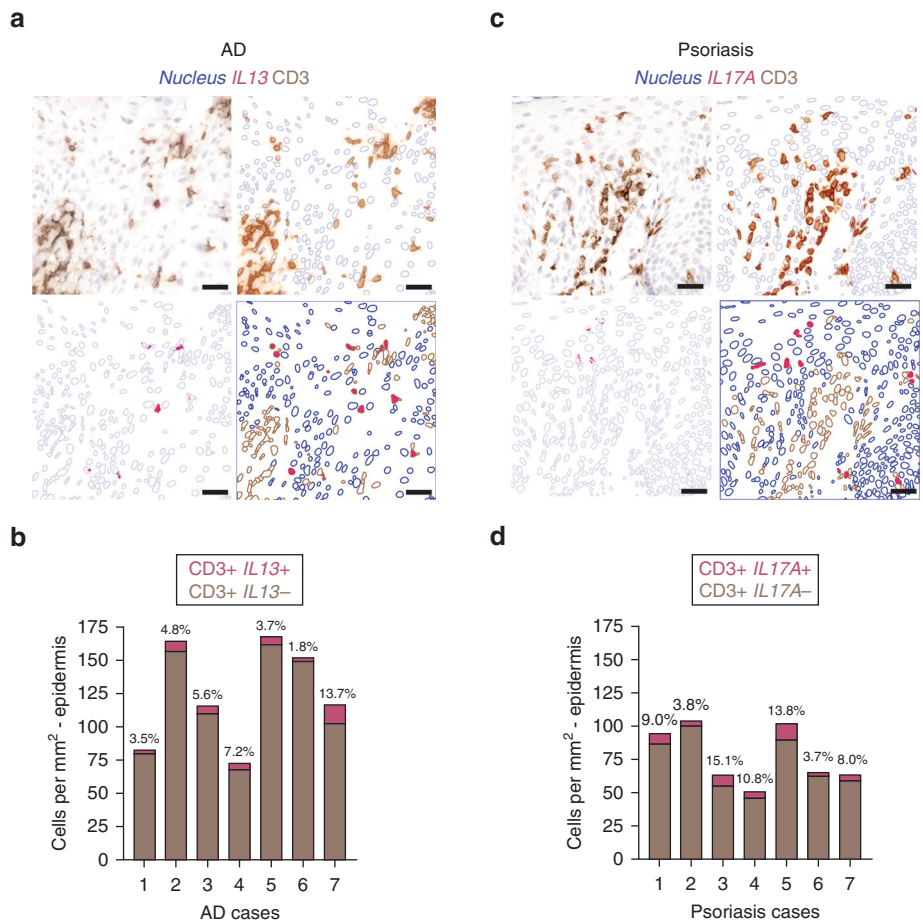 a
AD
Nucleus IL13 CD3
b
CD3+ IL13+
CD3+ IL13−
Cells per mm² - epidermis
175
150
125
100
75
50
25
0
3.5%
4.8%
5.6%
7.2%
3.7%
1.8%
13.7%
1 2 3 4 5 6 7
AD cases
c
Psoriasis
Nucleus IL17A CD3
d
CD3+ IL17A+
CD3+ IL17A−
Cells per mm² - epidermis
175
150
125
100
75
50
25
0
9.0%
3.8%
15.1%
10.8%
13.8%
3.7%
8.0%
1 2 3 4 5 6 7
Psoriasis cases